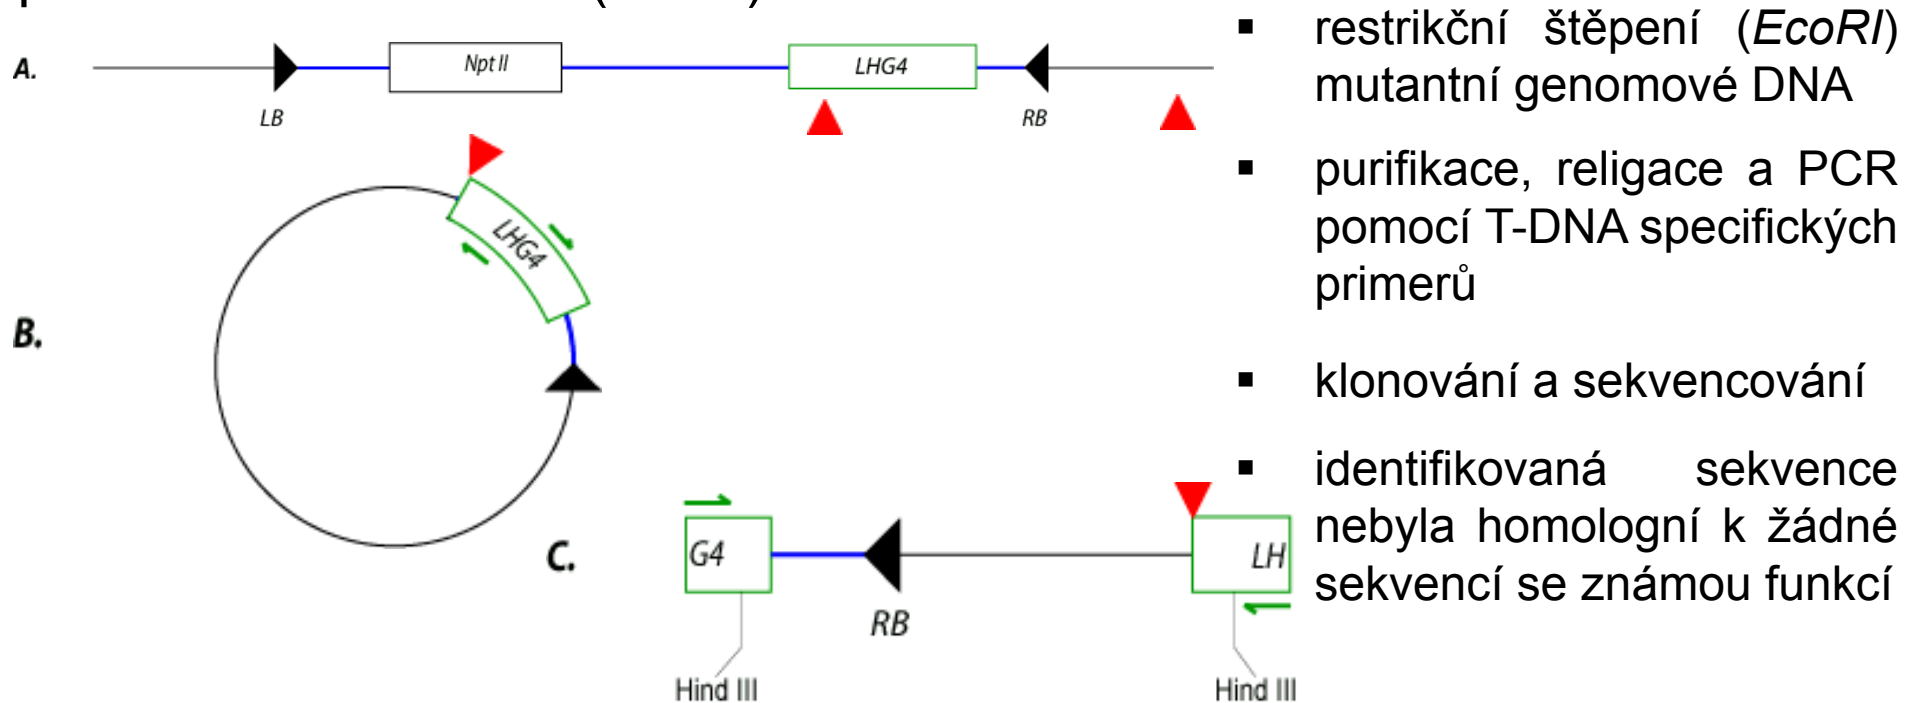 A.
Npt II
LHG4
LB
RB
LHG4
B.
C.
G4
LH
RB
Hind III
Hind III
▪ restrikční štěpení (EcoRI)
mutantní genomové DNA
▪ purifikace, religace a PCR
pomocí T-DNA specifických
primerů
▪ klonování a sekvencování
▪ identifikovaná sekvence
nebyla homologní k žádné
sekvencí se známou funkcí